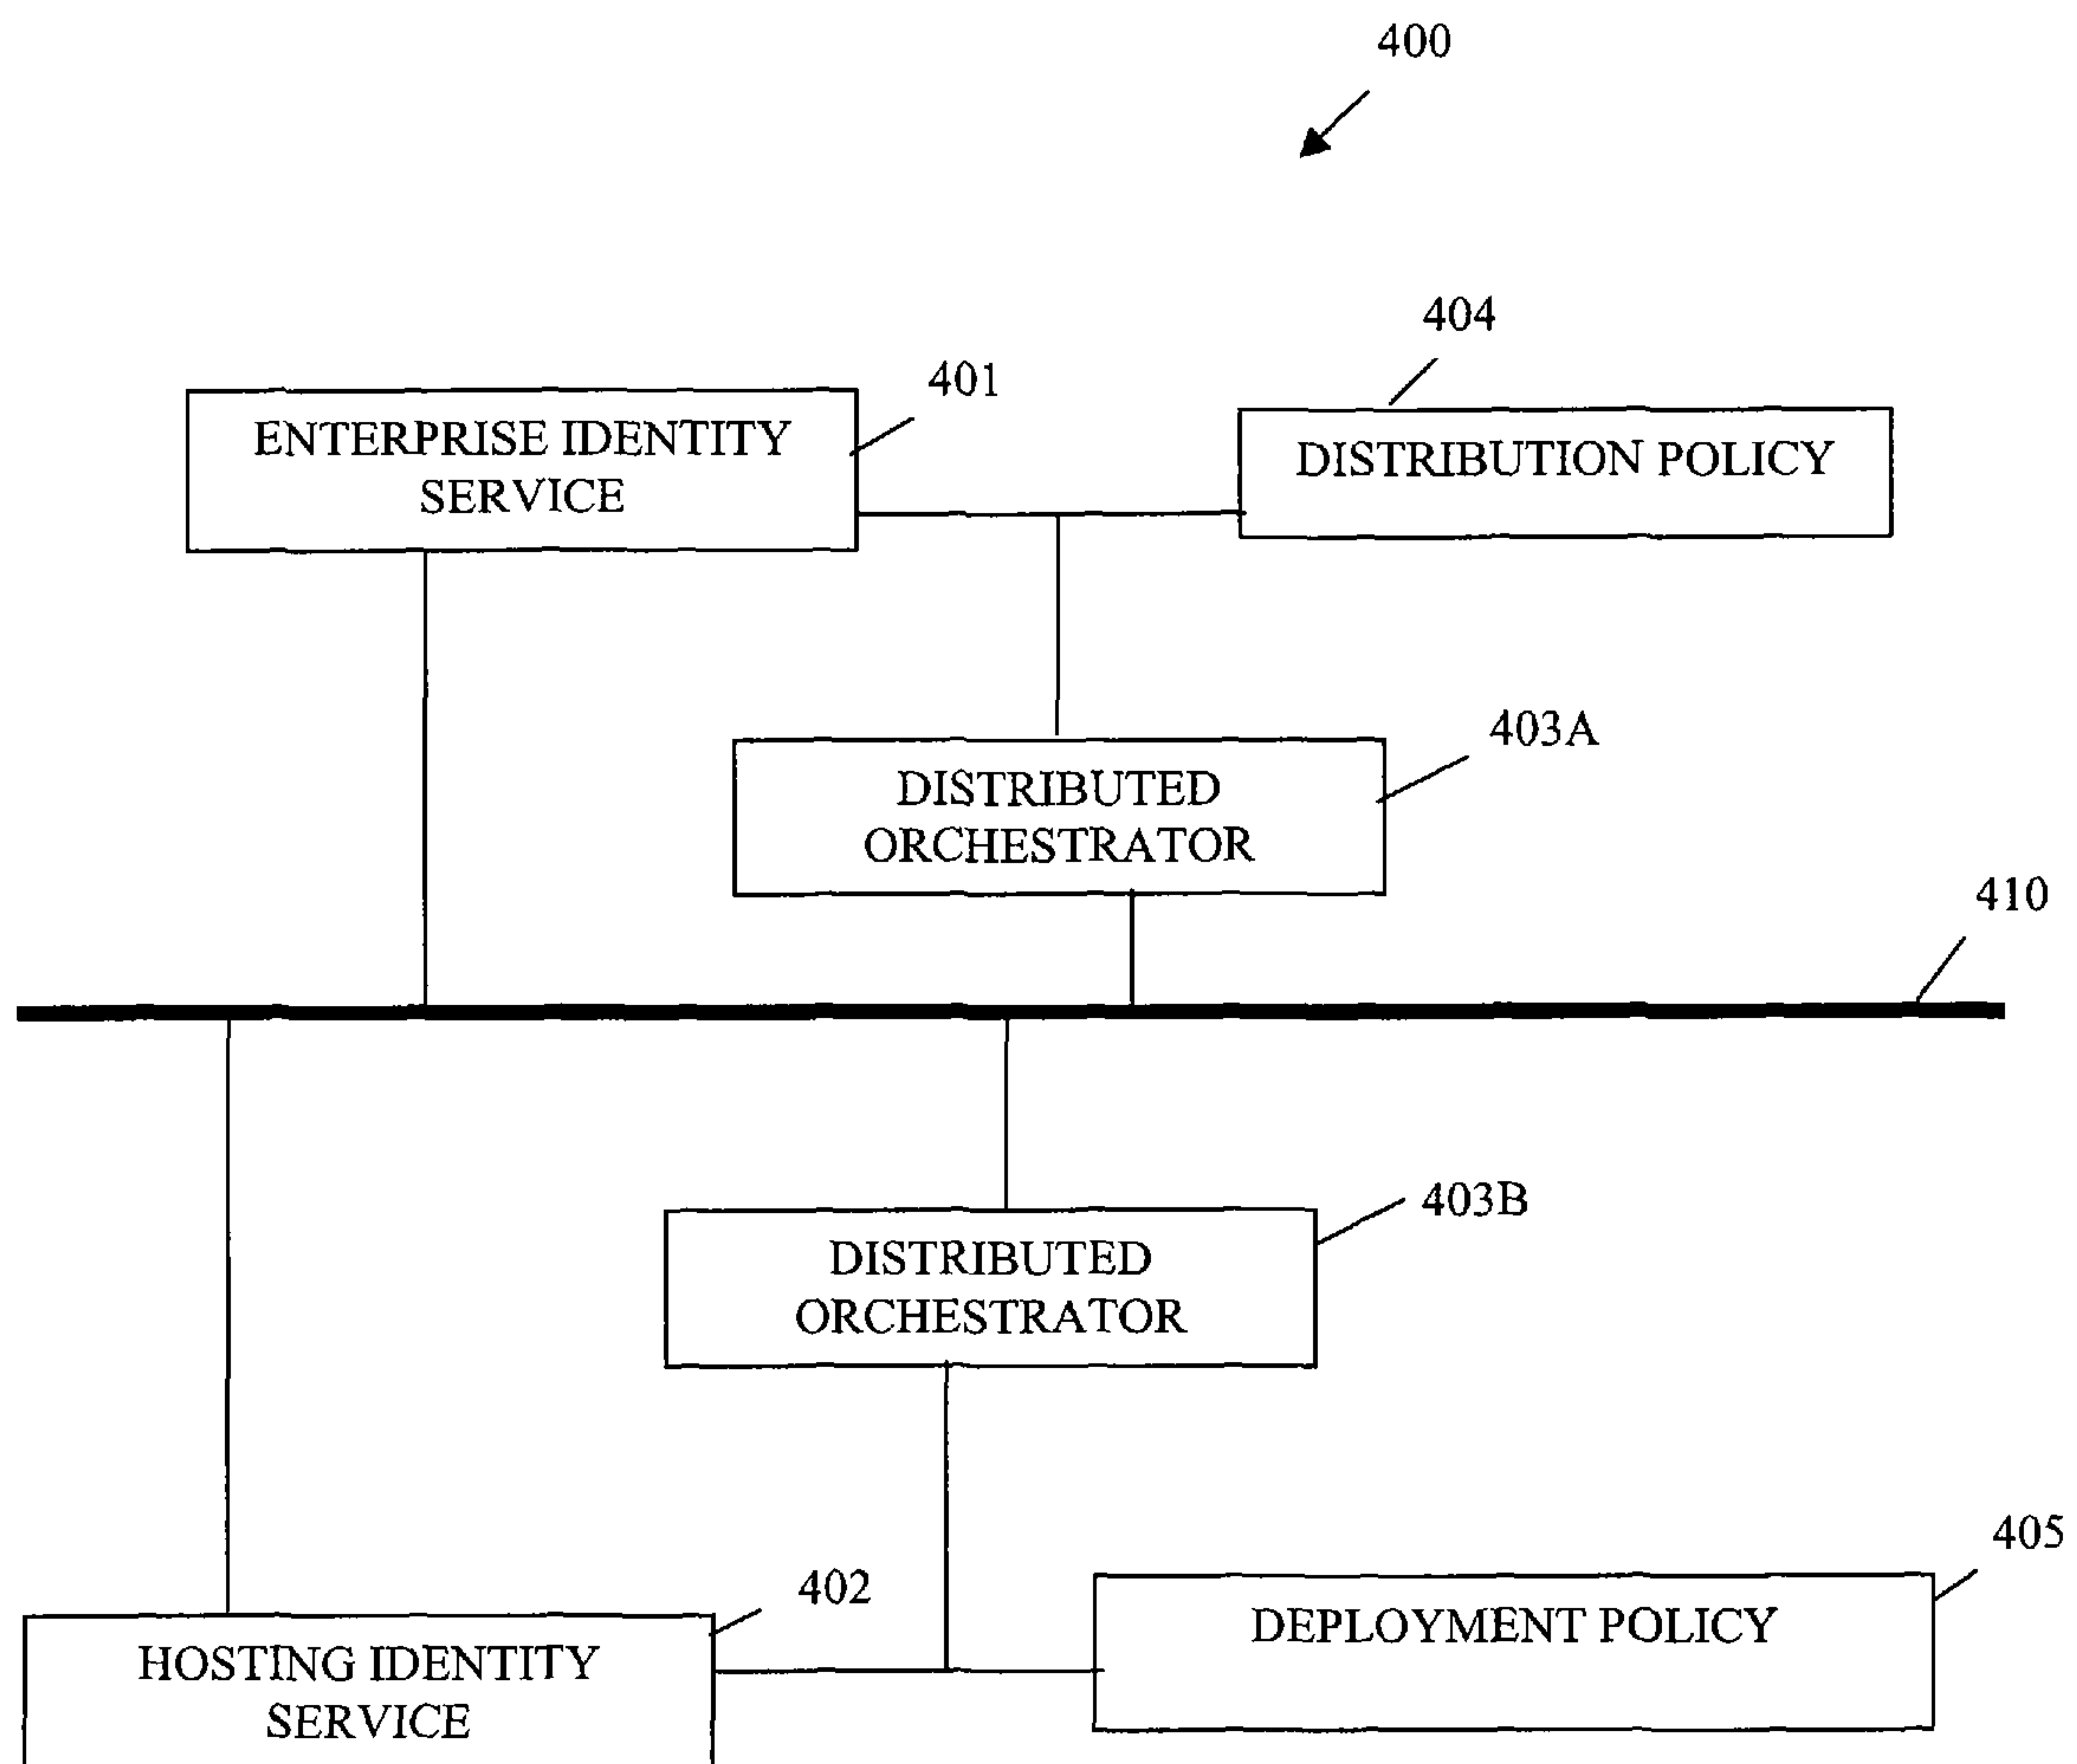 400
404
401
ENTERPRISE IDENTITY
SERVICE
DISTRIBUTION POLICY
403A
DISTRIBUTED
ORCHESTRATOR
410
403B
DISTRIBUTED
ORCHESTRATOR
405
402
DEPLOYMENT POLICY
HOSTING IDENTITY
SERVICE